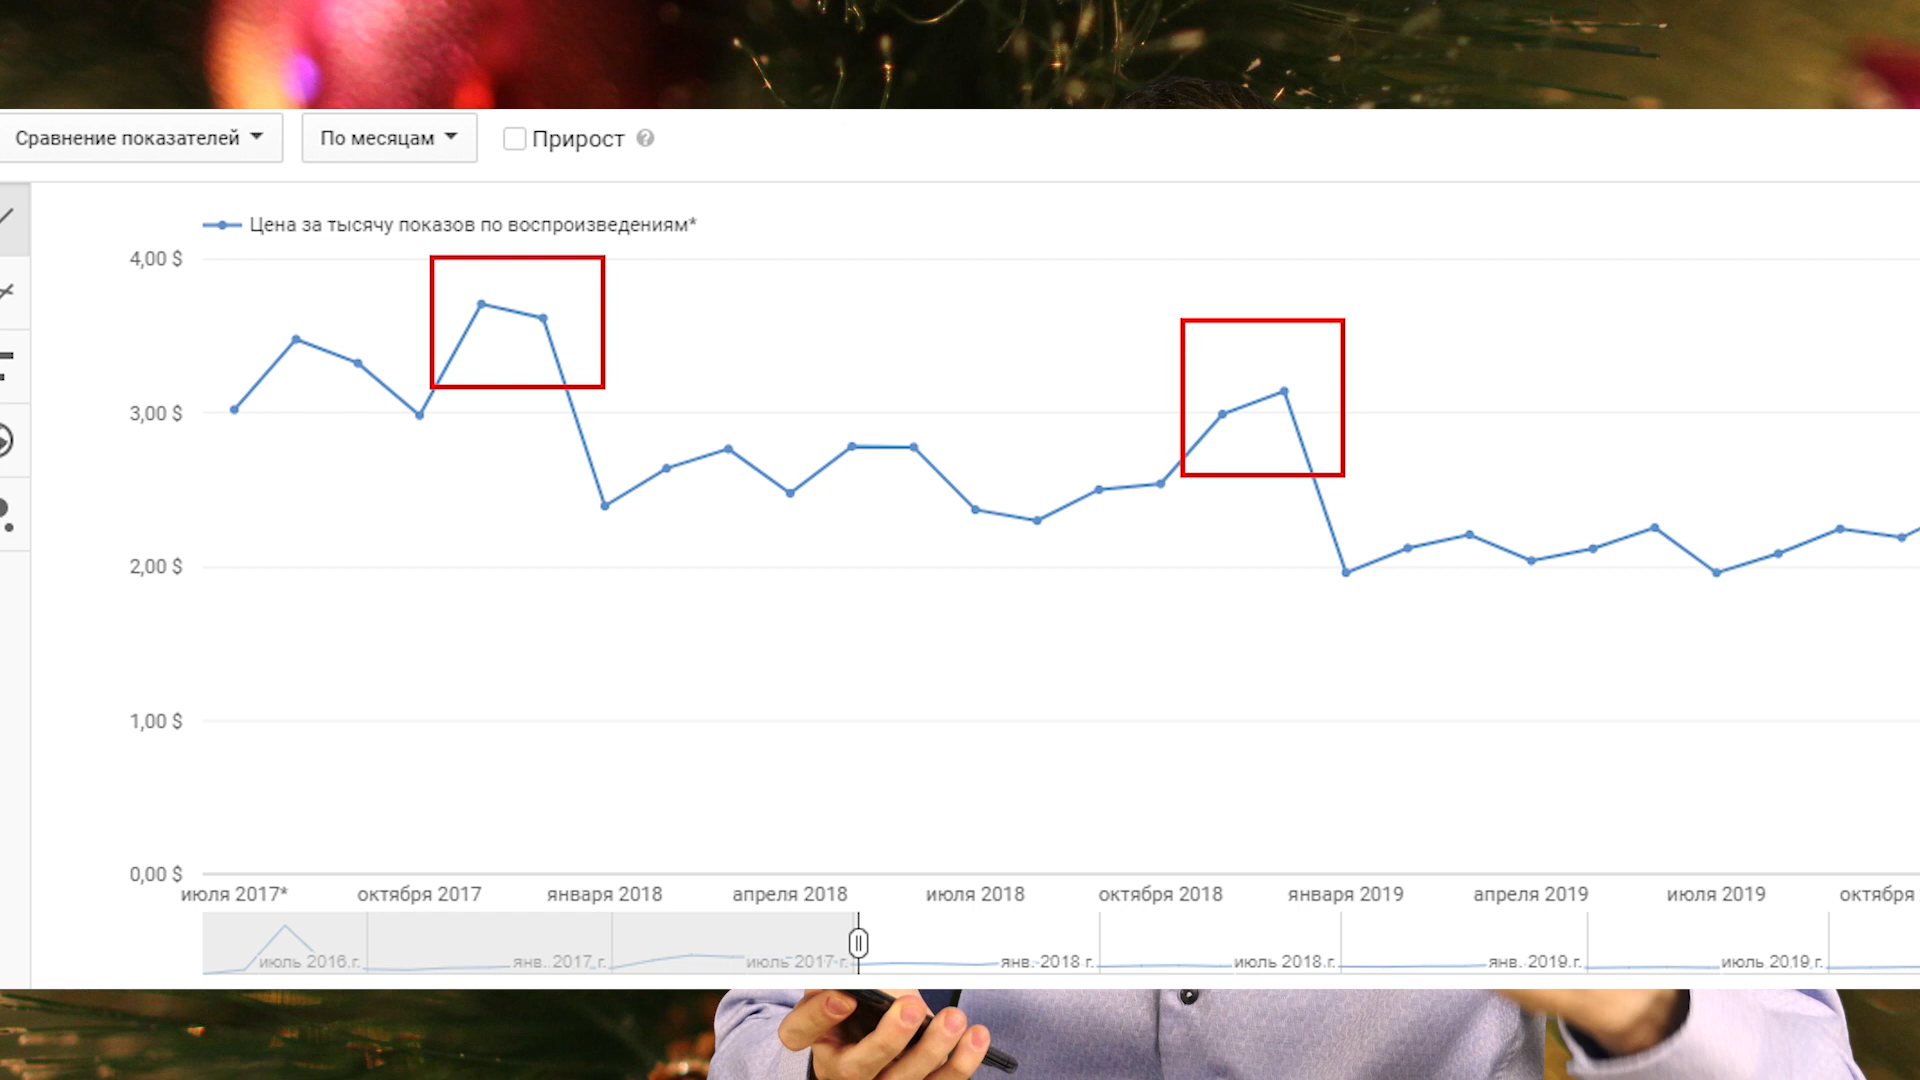 Сравнение показателей По месяцам Прирост ?
Цена за тысячу показов по воспроизведениям*
4,00 $
3,00 $
2,00 $
1,00 $
0,00 $
июля 2017* октября 2017 января 2018 апреля 2018 июля 2018 октября 2018 января 2019 апреля 2019 июля 2019 октября
июль 2016 г. янв. 2017 г. июль 2017 г. янв. 2018 г. июль 2018 г. янв. 2019 г. июль 2019 г.